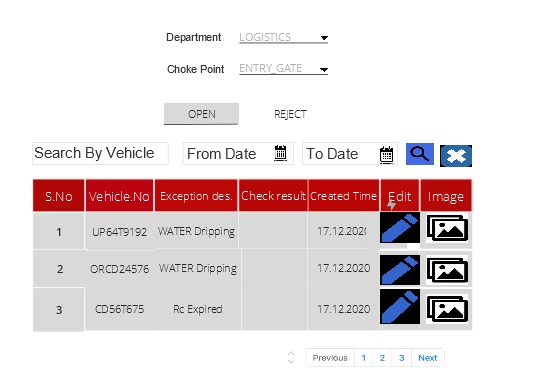 Department LOGISTICS
Choke Point ENTRY_GATE
OPEN REJECT
Search By Vehicle From Date To Date
S.No Vehicle.No Exception des. Check result Created Time Edit Image
1 UP64T9192 WATER Dripping 17.12.2020
2 ORCD24576 WATER Dripping 17.12.2020
3 CD56T675 Rc Expired 17.12.2020
Previous 1 2 3 Next